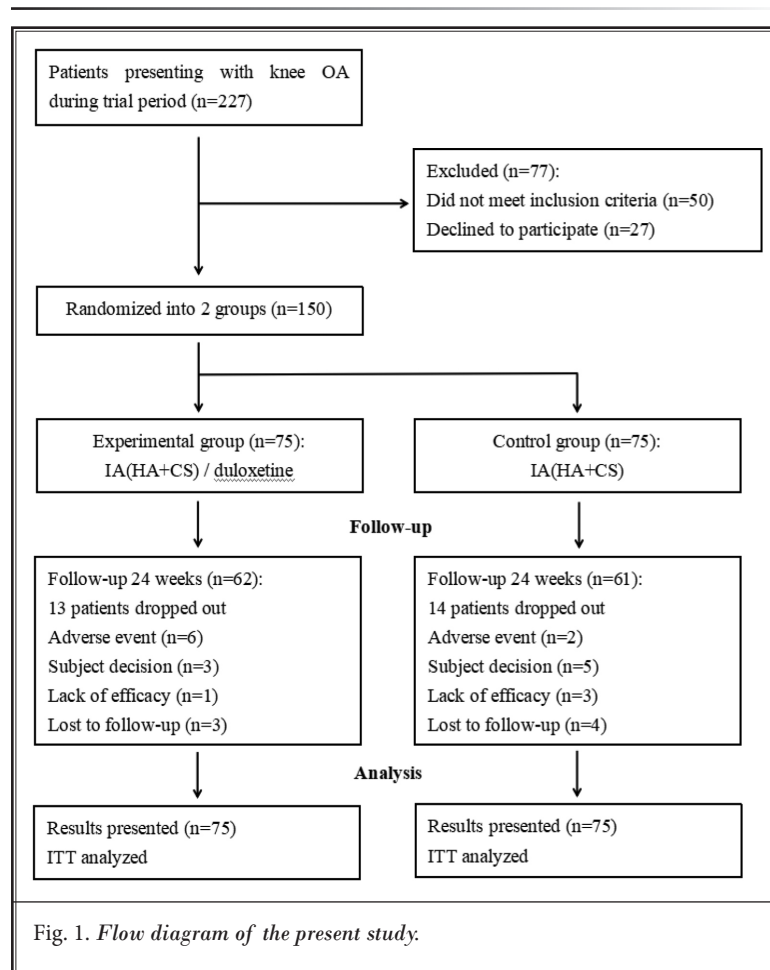 Patients presenting with knee OA
during trial period (n=227)
Excluded (n=77):
Did not meet inclusion criteria (n=50)
Declined to participate (n=27)
Randomized into 2 groups (n=150)
Experimental group (n=75):
IA(HA+CS) / duloxetine
Control group (n=75):
IA(HA+CS)
Follow-up
Follow-up 24 weeks (n=62):
13 patients dropped out
Adverse event (n=6)
Subject decision (n=3)
Lack of efficacy (n=1)
Lost to follow-up (n=3)
Follow-up 24 weeks (n=61):
14 patients dropped out
Adverse event (n=2)
Subject decision (n=5)
Lack of efficacy (n=3)
Lost to follow-up (n=4)
Analysis
Results presented (n=75)
ITT analyzed
Results presented (n=75)
ITT analyzed
Fig. 1. Flow diagram of the present study.